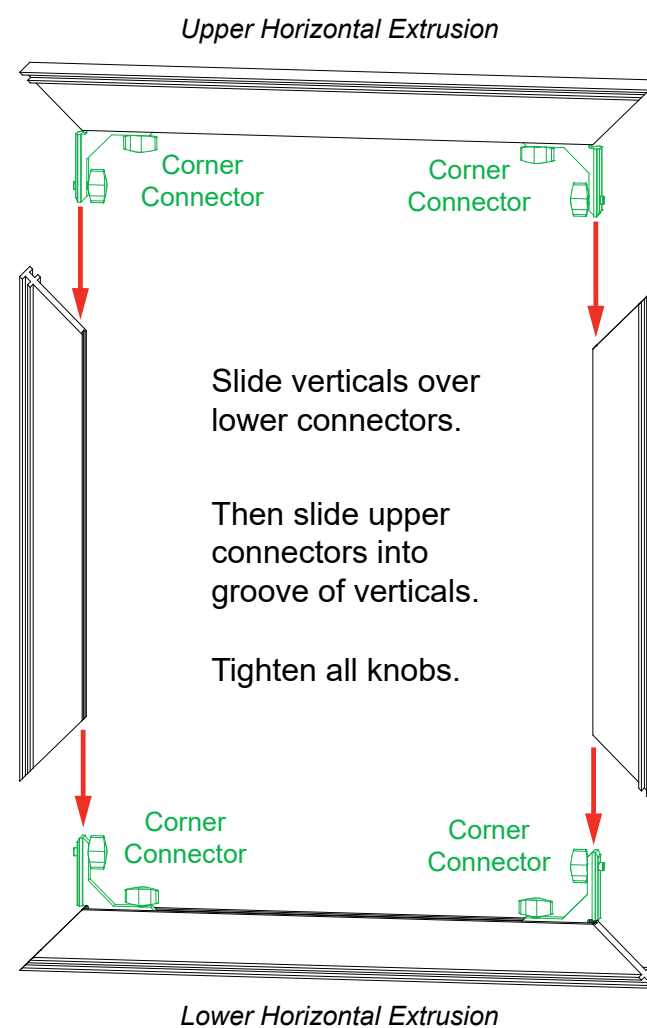 Upper Horizontal Extrusion
Corner
Connector
Corner
Connector
Slide verticals over
lower connectors.
Then slide upper
connectors into
groove of verticals.
Tighten all knobs.
Corner
Connector
Corner
Connector
Lower Horizontal Extrusion